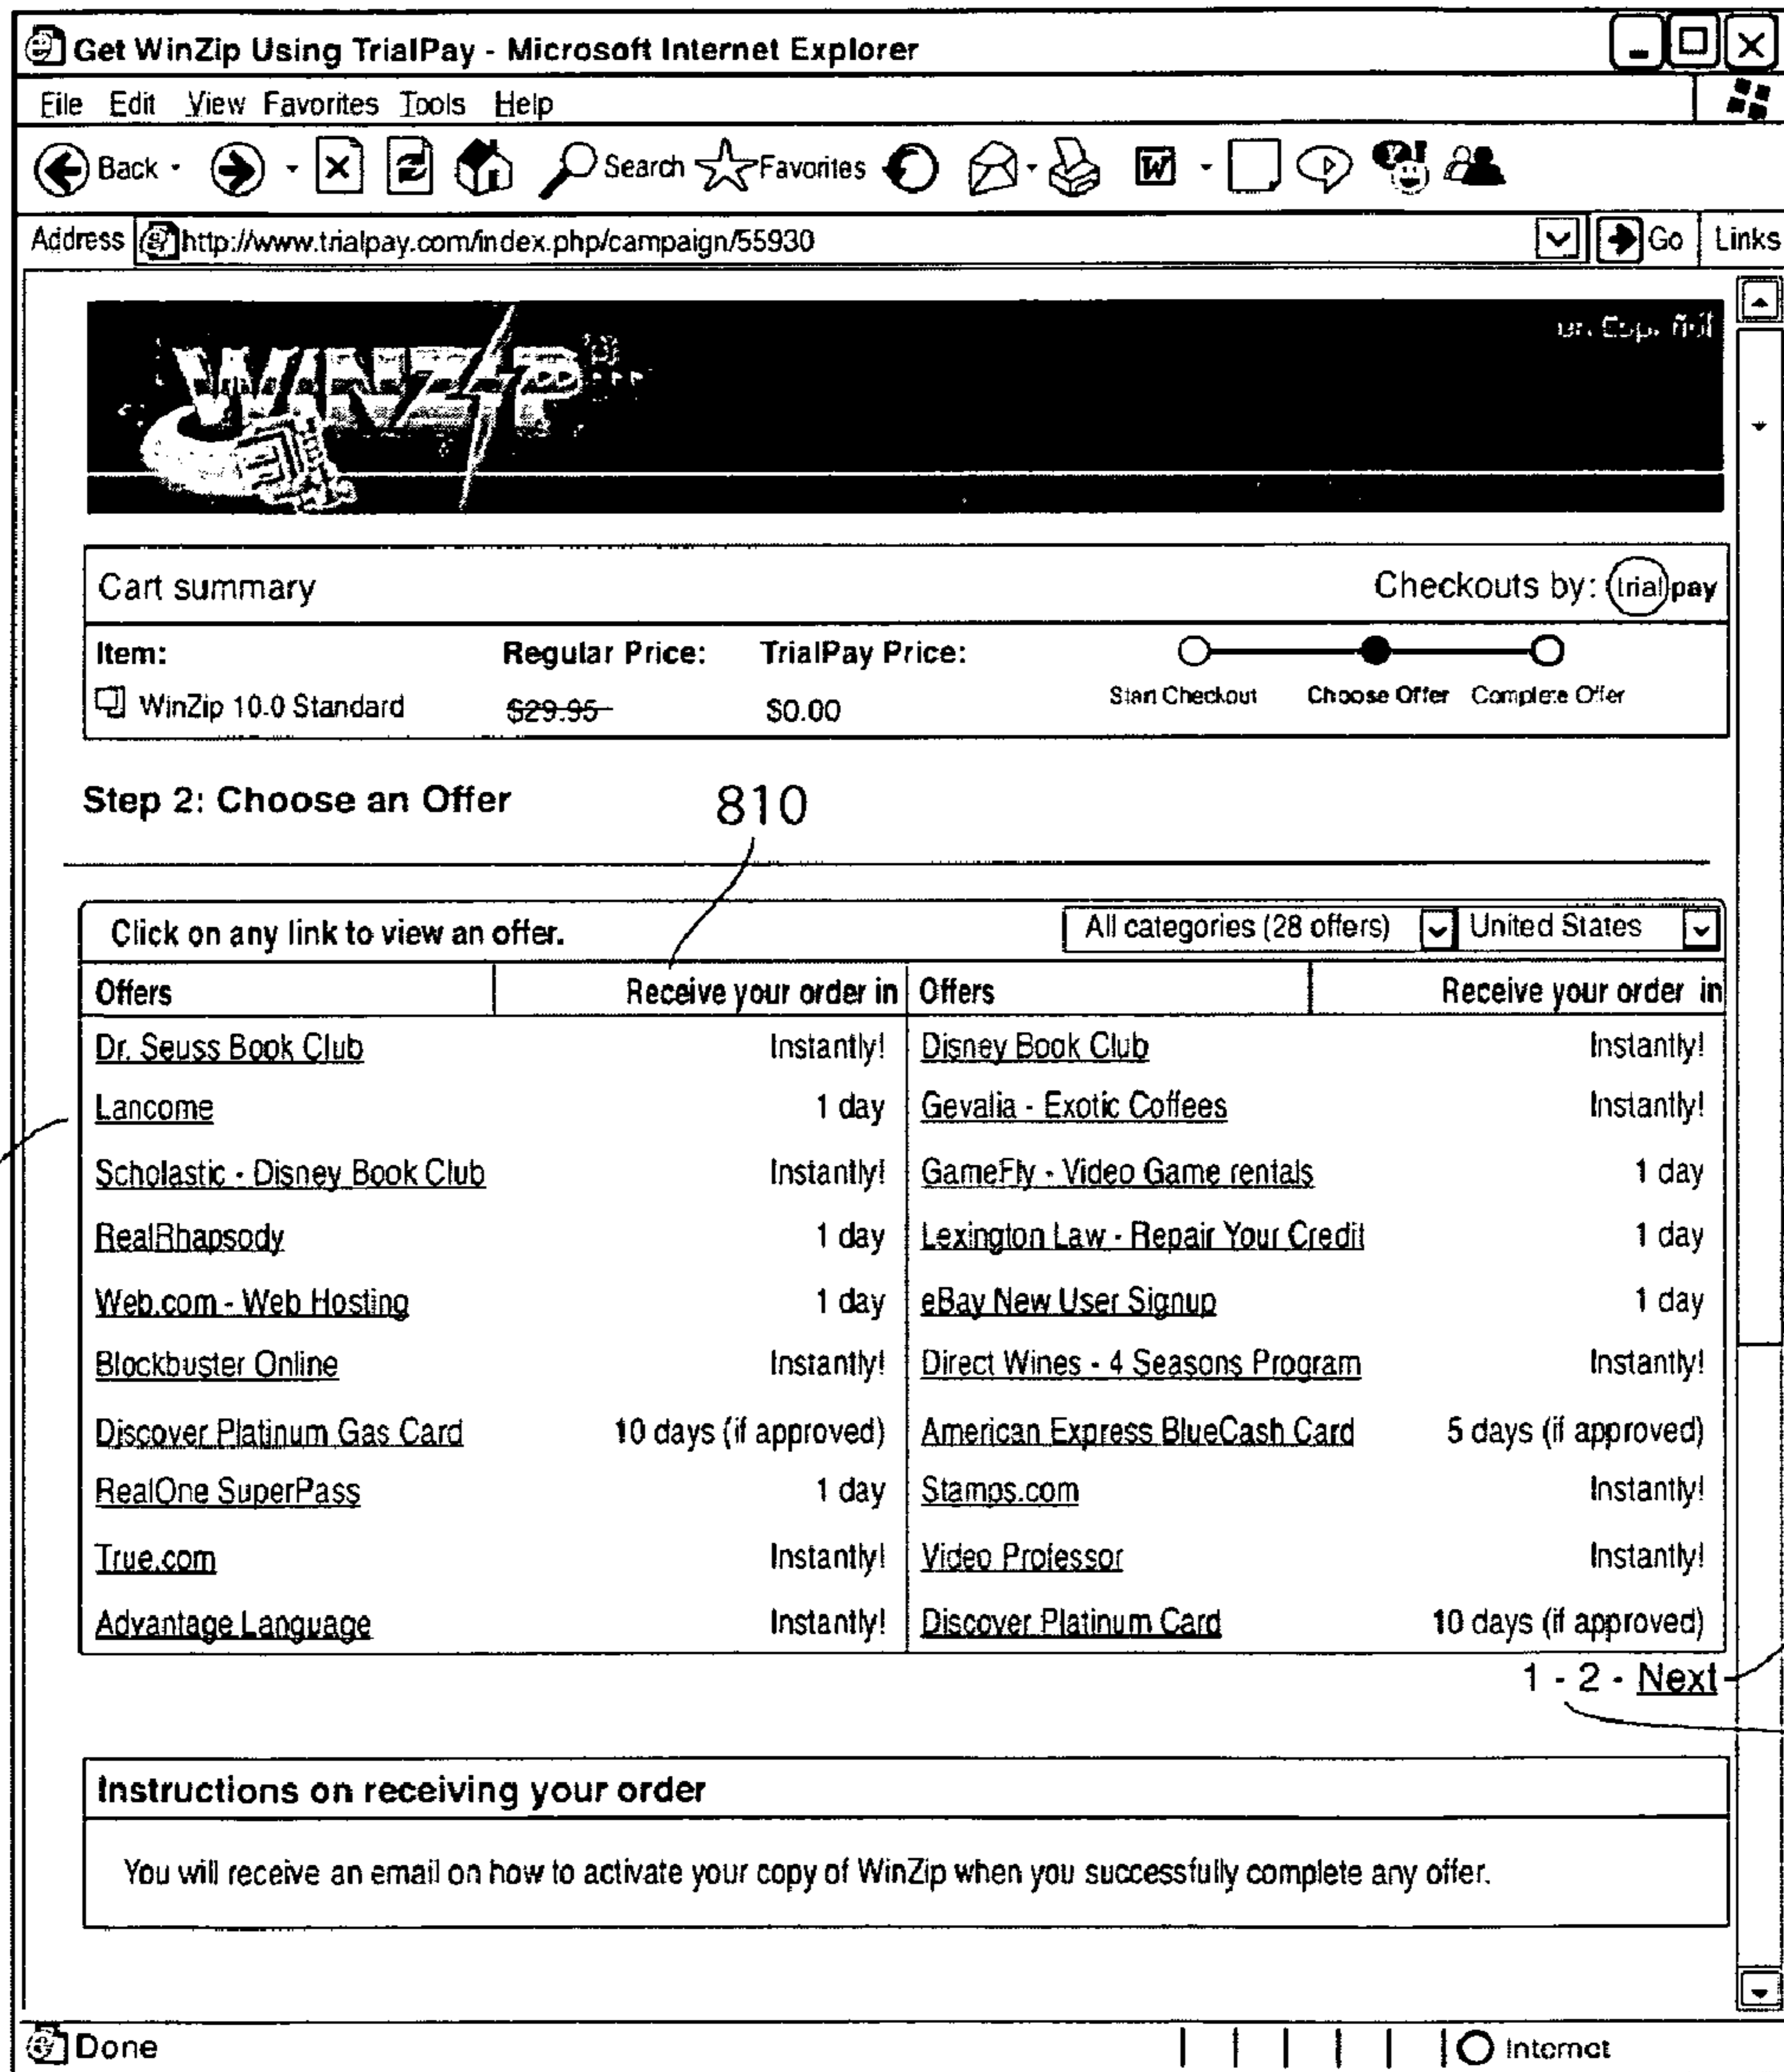 Get WinZip Using TrialPay - Microsoft Internet Explorer
File Edit View Favorites Tools Help
Back Search Favorites
Address http://www.trialpay.com/index.php/campaign/55930 Go Links
WINZIP
Cart summary Checkouts by: trialpay
Item: Regular Price: TrialPay Price:
WinZip 10.0 Standard $29.95 $0.00 Start Checkout Choose Offer Complete Offer
Step 2: Choose an Offer 810
Click on any link to view an offer. All categories (28 offers) United States
Offers Receive your order in Offers Receive your order in
Dr. Seuss Book Club Instantly! Disney Book Club Instantly!
Lancome 1 day Gevalia - Exotic Coffees Instantly!
Scholastic - Disney Book Club Instantly! GameFly - Video Game rentals 1 day
RealRhapsody 1 day Lexington Law - Repair Your Credit 1 day
Web.com - Web Hosting 1 day eBay New User Signup 1 day
Blockbuster Online Instantly! Direct Wines - 4 Seasons Program Instantly!
Discover Platinum Gas Card 10 days (if approved) American Express BlueCash Card 5 days (if approved)
RealOne SuperPass 1 day Stamps.com Instantly!
True.com Instantly! Video Professor Instantly!
Advantage Language Instantly! Discover Platinum Card 10 days (if approved)
1 - 2 - Next
Instructions on receiving your order
You will receive an email on how to activate your copy of WinZip when you successfully complete any offer.
Done Internet